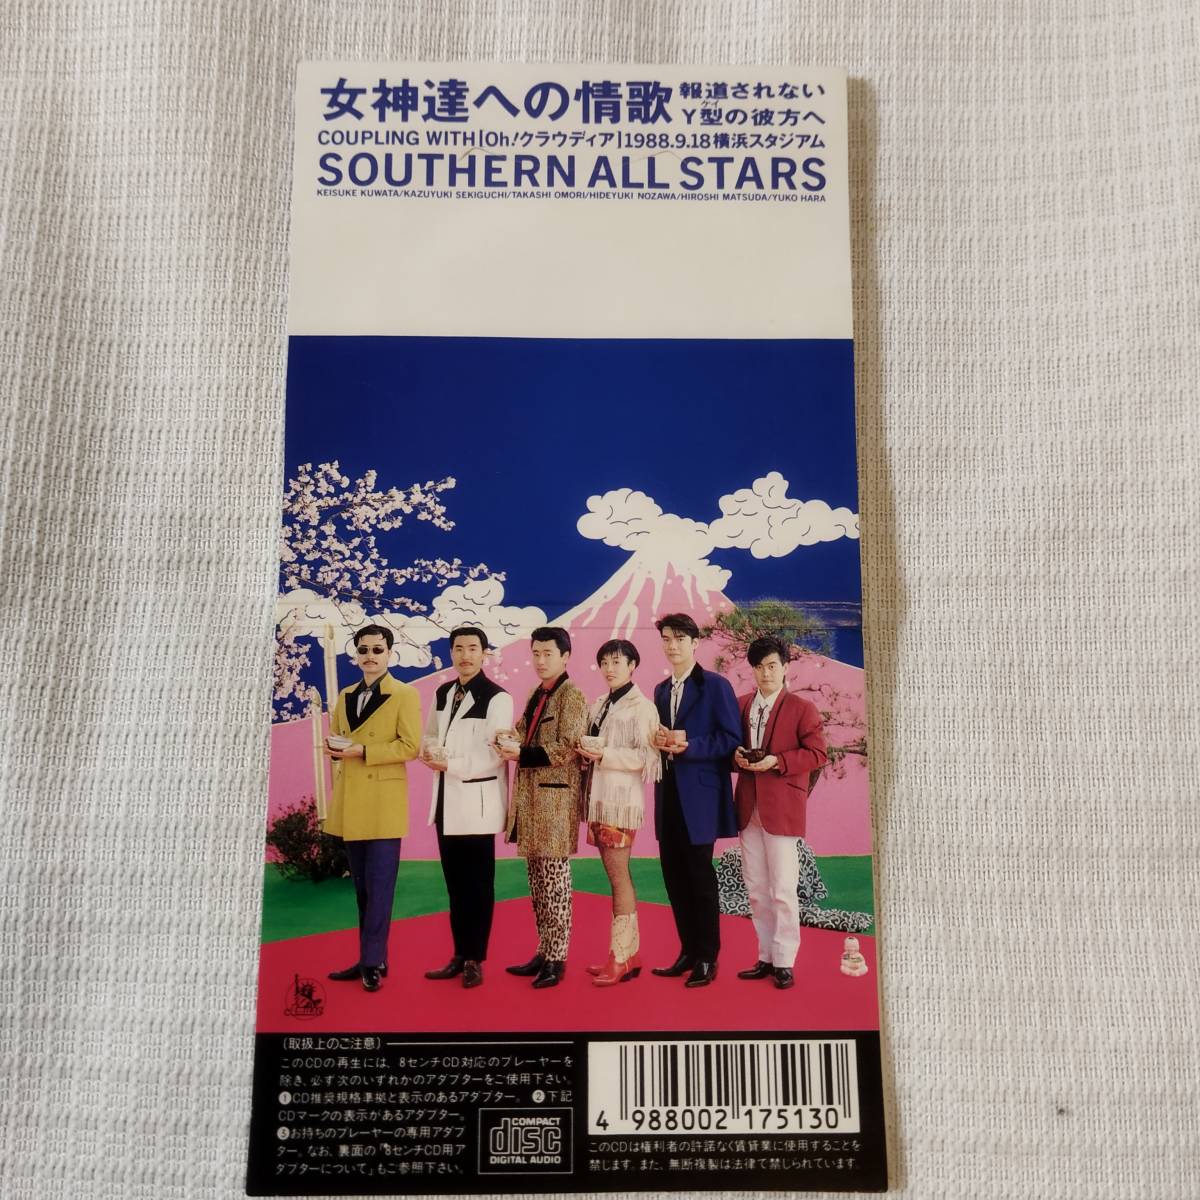 女神達への情歌
報道されない
Y型の彼方へ
ケイ
COUPLING WITH[Oh!クラウディア]1988.9.18横浜スタジアム
SOUTHERN ALL STARS
KEISUKE KUWATA/KAZUYUKI SEKIGUCHI/TAKASHI OMORI/HIDEYUKI NOZAWA/HIROSHI MATSUDA/YUKO HARA
〔取扱上のご注意〕
このCDの再生には、8センチCD対応のプレーヤーを
除き、必ず次のいずれかのアダプターをご使用下さい。
❶CD推奨規格準拠と表示のあるアダプター。❷下記
CDマークの表示があるアダプター。
❸お持ちのプレーヤーの専用アダプ
ター。なお、裏面の「8センチCD用ア
ダプターについて」もご参照下さい。
COMPACT
disc
DIGITAL AUDIO
4 988002 175130
このCDは権利者の許諾なく賃貸業に使用することを
禁じます。また、無断複製は法律で禁じられています。